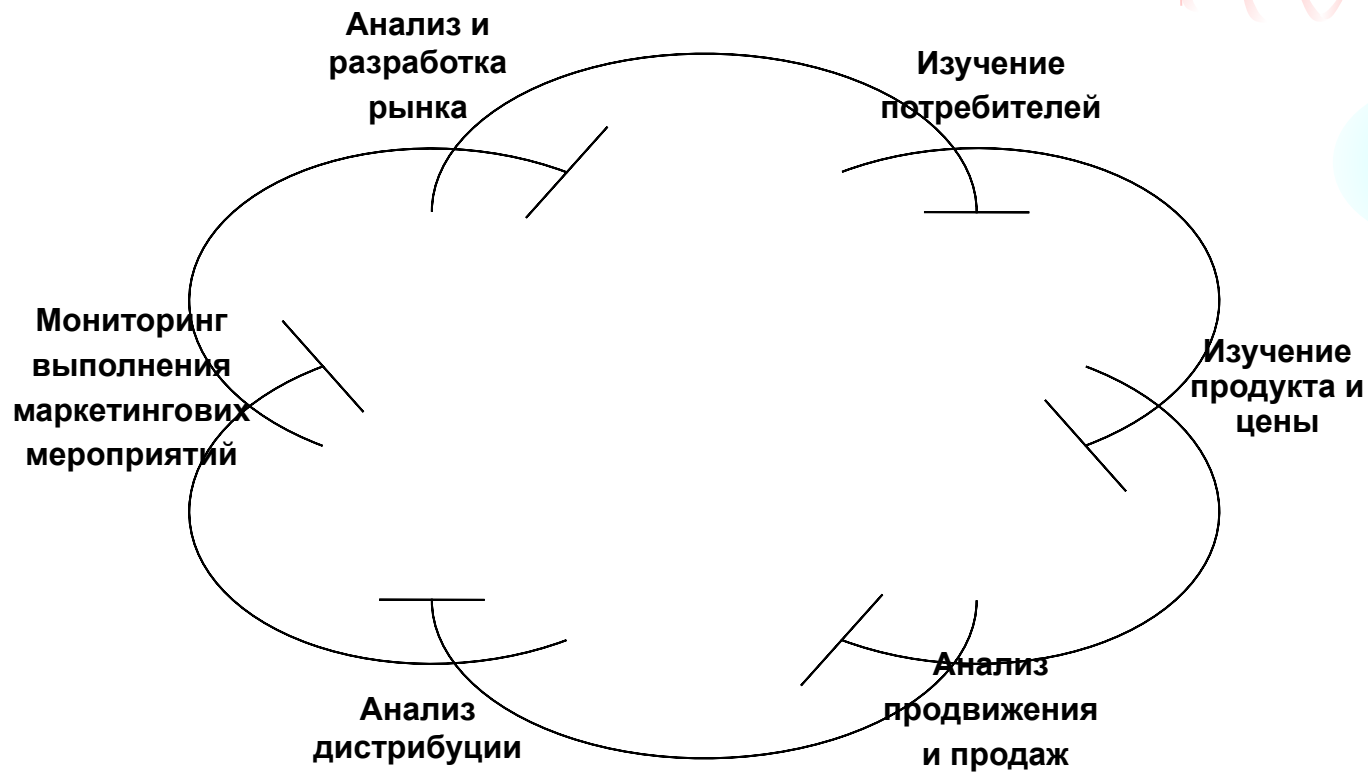 Анализ и
разработка
рынка
Изучение
потребителей
Изучение
продукта и
цены
Анализ
продвижения
и продаж
Анализ
дистрибуции
Мониторинг
выполнения
маркетингових
мероприятий